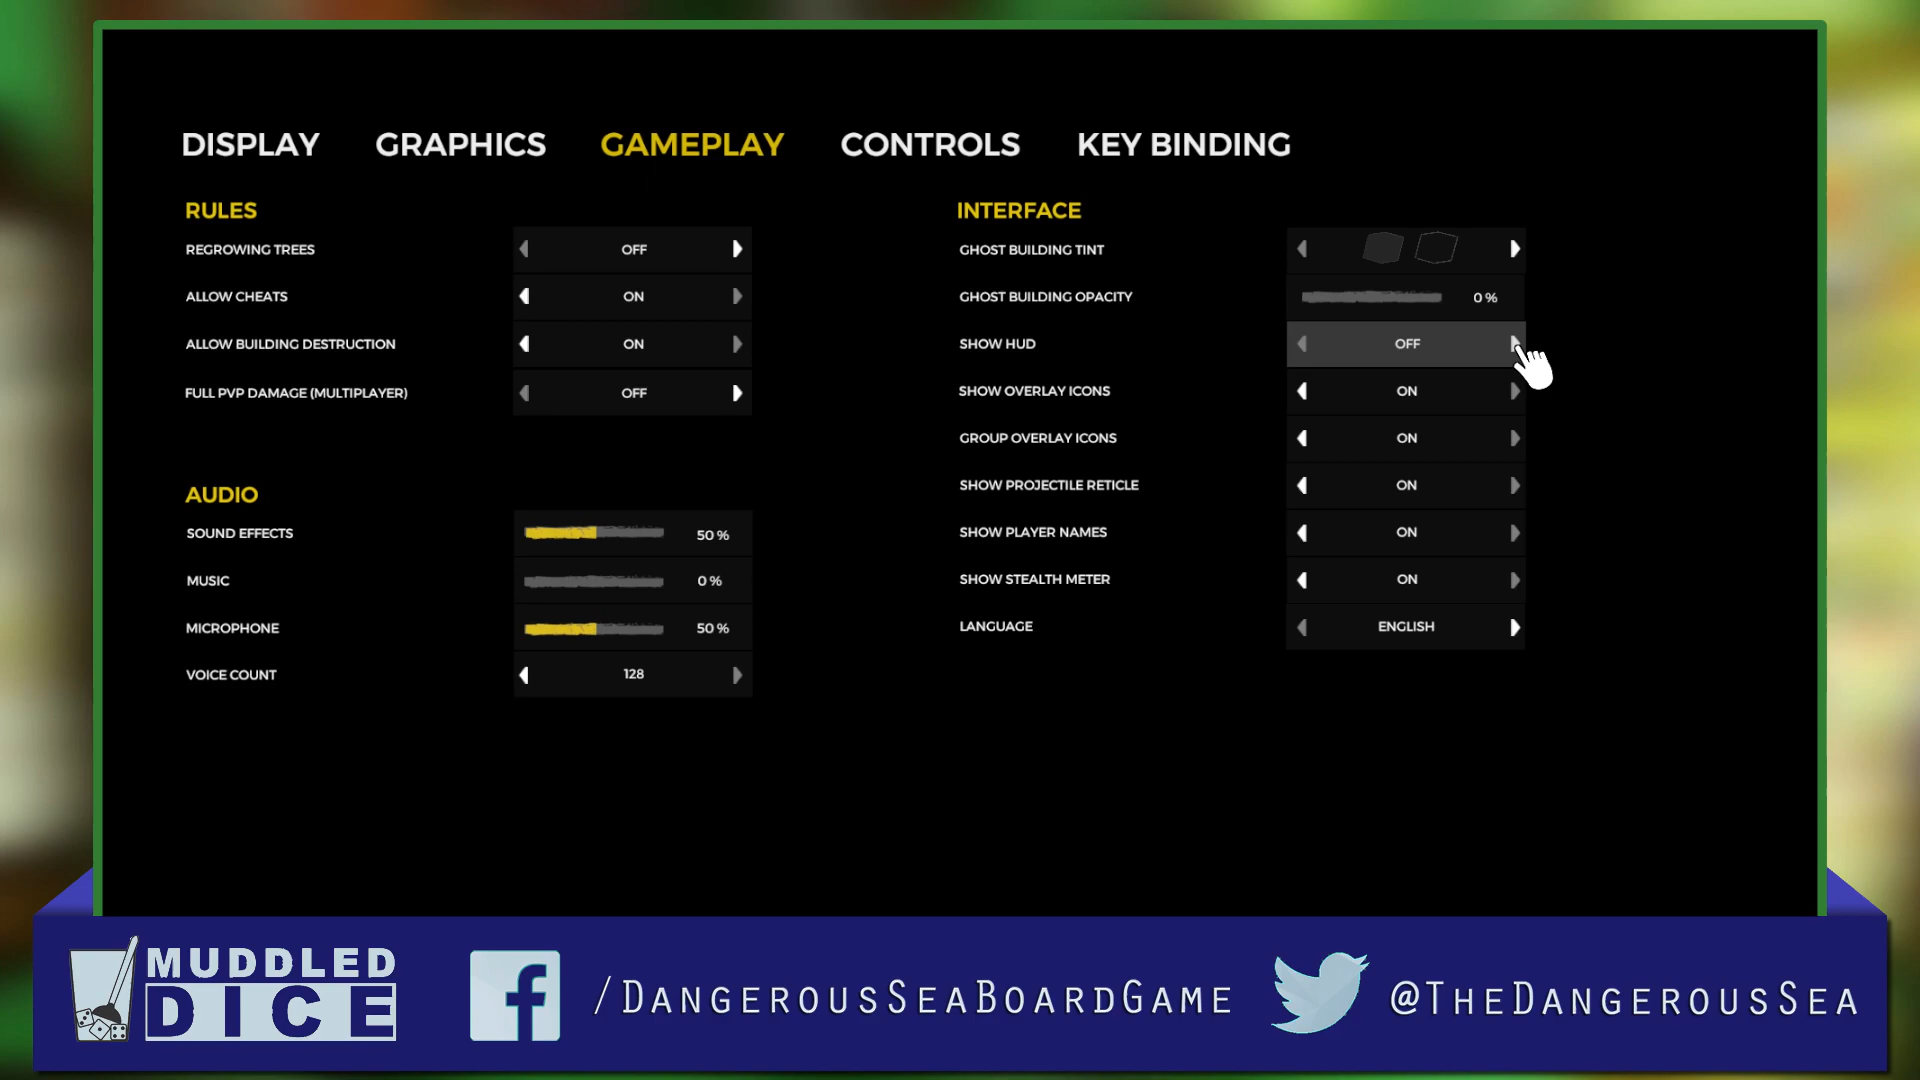 DISPLAY GRAPHICS GAMEPLAY CONTROLS KEY BINDING
RULES
REGROWING TREES OFF
ALLOW CHEATS ON
ALLOW BUILDING DESTRUCTION ON
FULL PVP DAMAGE (MULTIPLAYER) OFF
AUDIO
SOUND EFFECTS 50 %
MUSIC 0 %
MICROPHONE 50 %
VOICE COUNT 128
INTERFACE
GHOST BUILDING TINT
GHOST BUILDING OPACITY 0 %
SHOW HUD OFF
SHOW OVERLAY ICONS ON
GROUP OVERLAY ICONS ON
SHOW PROJECTILE RETICLE ON
SHOW PLAYER NAMES ON
SHOW STEALTH METER ON
LANGUAGE ENGLISH
MUDDLED
DICE
f /DANGEROUSSEABOARDGAME @THEDANGEROUSSEA